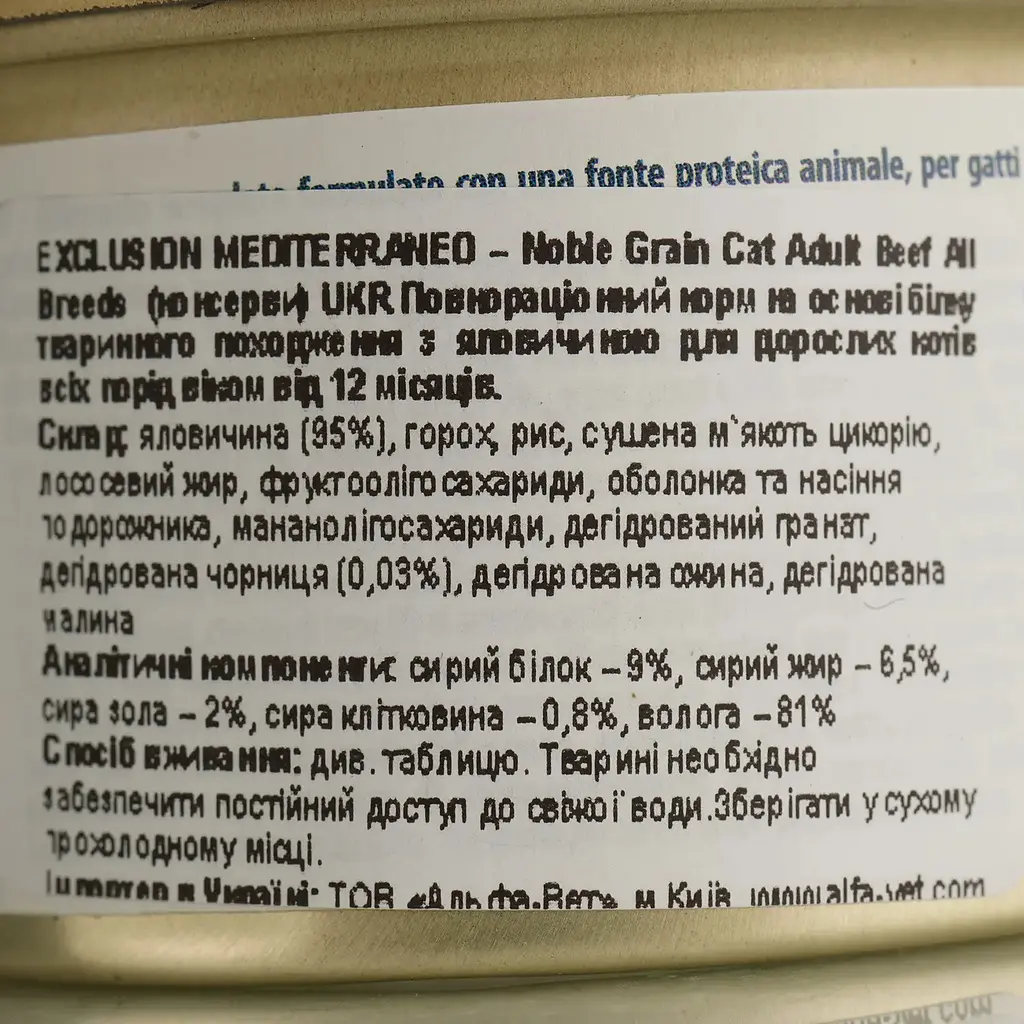 formulato con una fonte proteica animale, per gatti
EXCLUSION MEDITERRANEO – Noble Grain Cat Adult Beef All
Breeds (консерви) UKR Повнораціонний корм на основі білку
тваринного походження з яловичиною для дорослих котів
всіх порід віком від 12 місяців.
Склад: яловичина (95%), горох, рис, сушена м`якоть цикорію,
лососевий жир, фруктоолігосахариди, оболонка та насіння
подорожника, мананолігосахариди, дегідрований гранат,
дегідрована чорниця (0,03%), дегідрована ожина, дегідрована
малина
Аналітичні компоненти: сирий білок – 9%, сирий жир – 6,5%,
сира зола – 2%, сира клітковина – 0,8%, волога – 81%
Спосіб вживання: див. таблицю. Тварині необхідно
забезпечити постійний доступ до свіжої води. Зберігати у сухому
прохолодному місці.
Імпортер в Україні: ТОВ «Альфа-Вет» м.Київ, www.alfa-vet.com